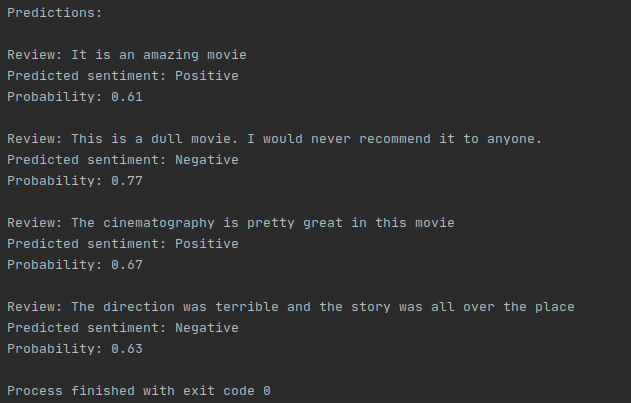 Predictions:
Review: It is an amazing movie
Predicted sentiment: Positive
Probability: 0.61
Review: This is a dull movie. I would never recommend it to anyone.
Predicted sentiment: Negative
Probability: 0.77
Review: The cinematography is pretty great in this movie
Predicted sentiment: Positive
Probability: 0.67
Review: The direction was terrible and the story was all over the place
Predicted sentiment: Negative
Probability: 0.63
Process finished with exit code 0